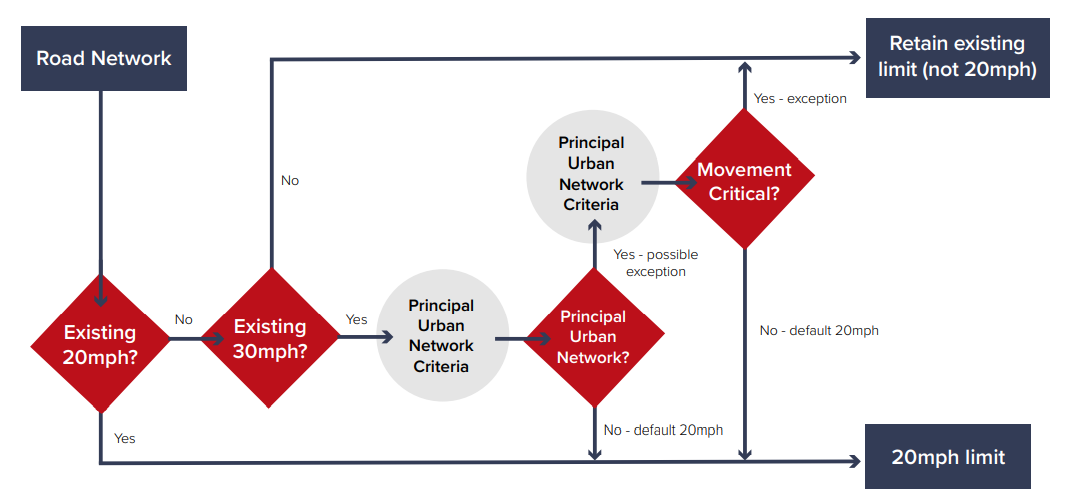 Road Network
Retain existing
limit (not 20mph)
Yes - exception
Principal
Urban
Network
Criteria
Movement
Critical?
No
Yes - possible
exception
Existing
20mph?
No
Existing
30mph?
Yes
Principal
Urban
Network
Criteria
Principal
Urban
Network?
No - default 20mph
No - default 20mph
Yes
20mph limit